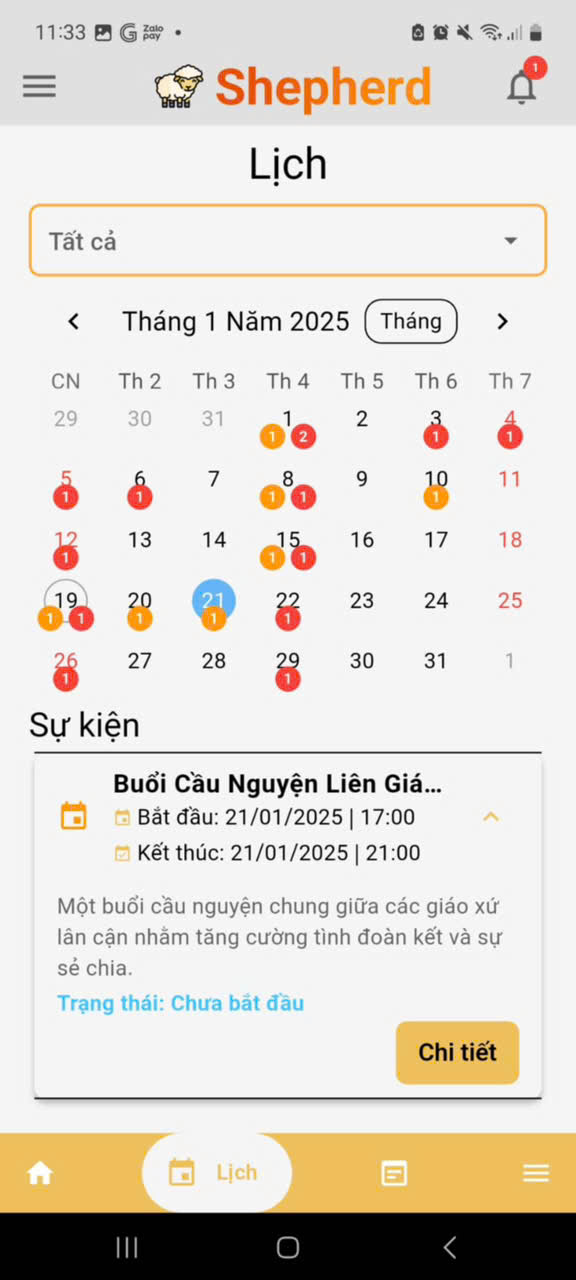 11:33 G Zalo pay
1
Shepherd
Lịch
Tất cả
Tháng 1 Năm 2025 Tháng
CN Th 2 Th 3 Th 4 Th 5 Th 6 Th 7
29 30 31 1 2 3 4
1 2 1 1
5 6 7 8 9 10 11
1 1 1 1 1
12 13 14 15 16 17 18
1 1 1
19 20 21 22 23 24 25
1 1 1 1 1
26 27 28 29 30 31 1
1 1
Sự kiện
Buổi Cầu Nguyện Liên Giá...
Bắt đầu: 21/01/2025 | 17:00
Kết thúc: 21/01/2025 | 21:00
Một buổi cầu nguyện chung giữa các giáo xứ
lân cận nhằm tăng cường tình đoàn kết và sự
sẻ chia.
Trạng thái: Chưa bắt đầu
Chi tiết
Lịch